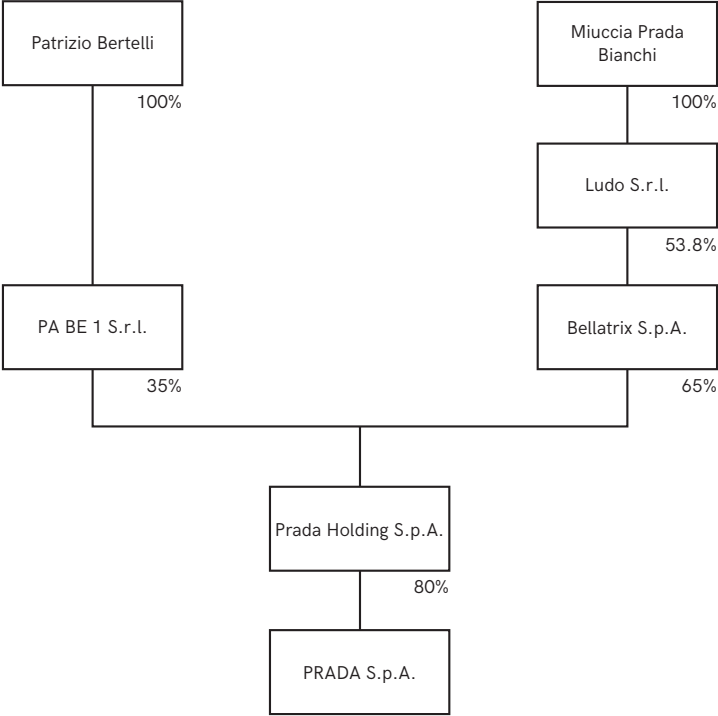 Patrizio Bertelli
Miuccia Prada
Bianchi
100%
100%
Ludo S.r.l.
53.8%
PA BE 1 S.r.l.
Bellatrix S.p.A.
35%
65%
Prada Holding S.p.A.
80%
PRADA S.p.A.